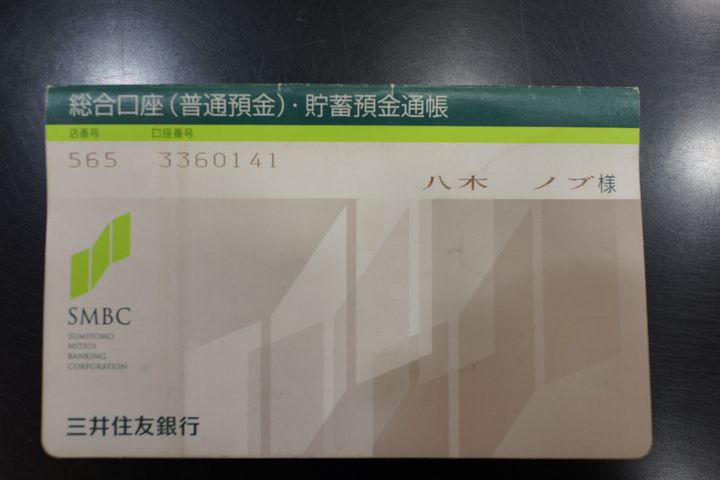 総合口座(普通預金)・貯蓄預金通帳
店番号 口座番号
565 3360141
八木 ノブ様
SMBC
SUMITOMO
MITSUI
BANKING
CORPORATION
三井住友銀行